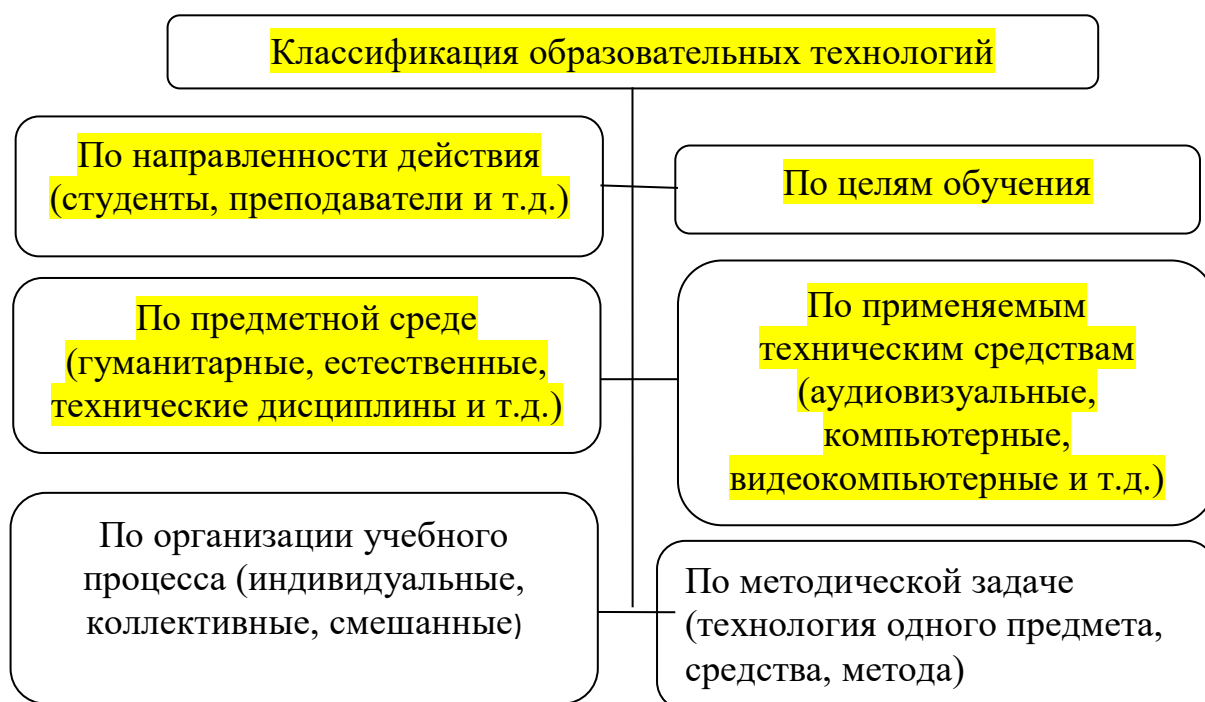 Классификация образовательных технологий
По направленности действия
(студенты, преподаватели и т.д.)
По целям обучения
По предметной среде
(гуманитарные, естественные,
технические дисциплины и т.д.)
По применяемым
техническим средствам
(аудиовизуальные,
компьютерные,
видеокомпьютерные и т.д.)
По организации учебного
процесса (индивидуальные,
коллективные, смешанные)
По методической задаче
(технология одного предмета,
средства, метода)